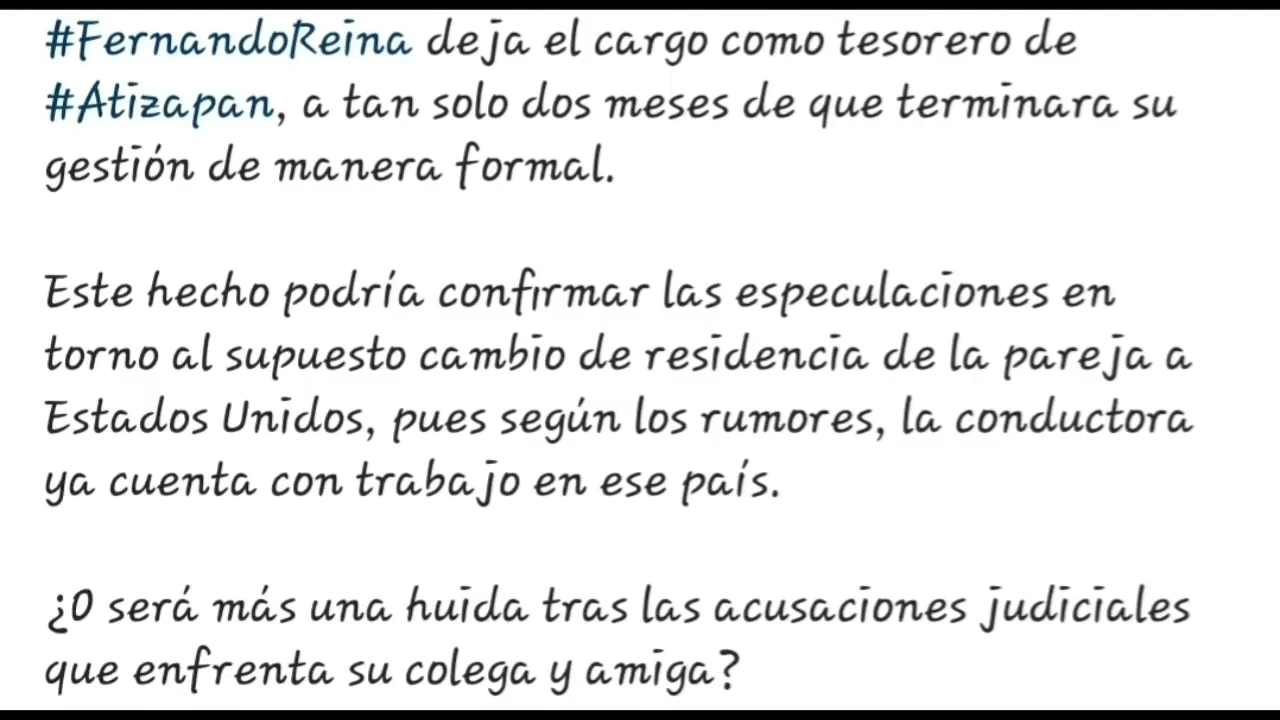 #FernandoReina deja el cargo como tesorero de
#Atizapan, a tan solo dos meses de que terminara su
gestión de manera formal.
Este hecho podría confirmar las especulaciones en
torno al supuesto cambio de residencia de la pareja a
Estados Unidos, pues según los rumores, la conductora
ya cuenta con trabajo en ese país.
¿O será más una huida tras las acusaciones judiciales
que enfrenta su colega y amiga?